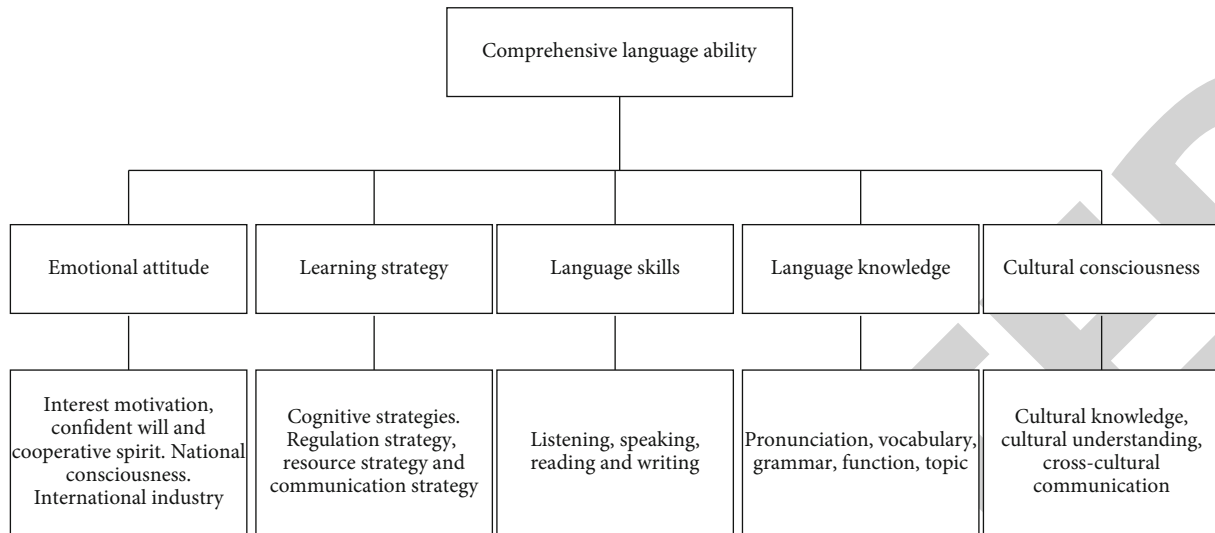 Comprehensive language ability
Emotional attitude
Learning strategy
Language skills
Language knowledge
Cultural consciousness
Interest motivation,
confident will and
cooperative spirit. National
consciousness.
International industry
Cognitive strategies.
Regulation strategy,
resource strategy and
communication strategy
Listening, speaking,
reading and writing
Pronunciation, vocabulary,
grammar, function, topic
Cultural knowledge,
cultural understanding,
cross-cultural
communication